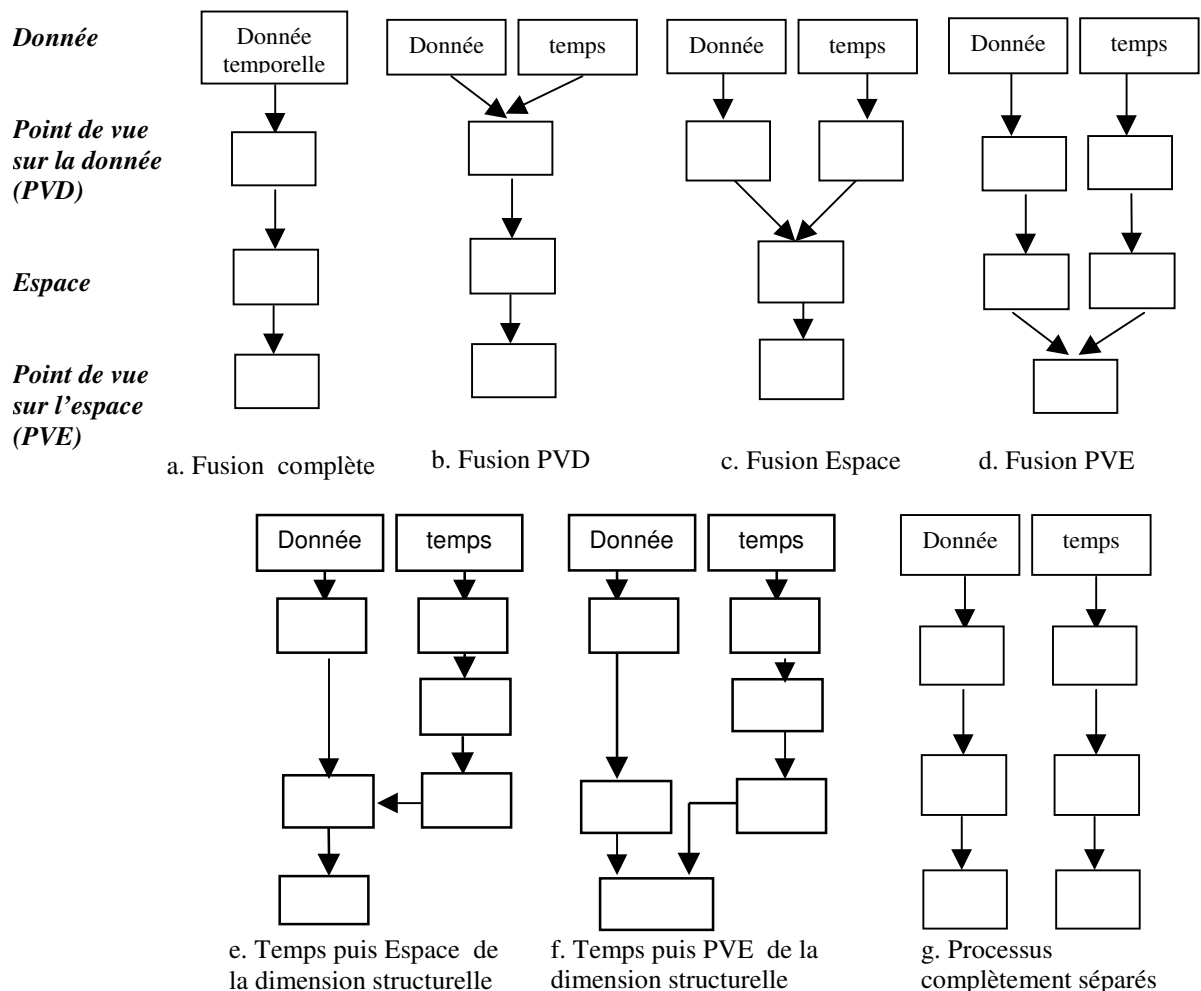 Donnée
Donnée
temporelle
Donnée
temps
Donnée
temps
Donnée
temps
Point de vue
sur la donnée
(PVD)
Espace
Point de vue
sur l’espace
(PVE)
a. Fusion complète
b. Fusion PVD
c. Fusion Espace
d. Fusion PVE
Donnée
temps
Donnée
temps
Donnée
temps
e. Temps puis Espace de
la dimension structurelle
f. Temps puis PVE de la
dimension structurelle
g. Processus
complètement séparés